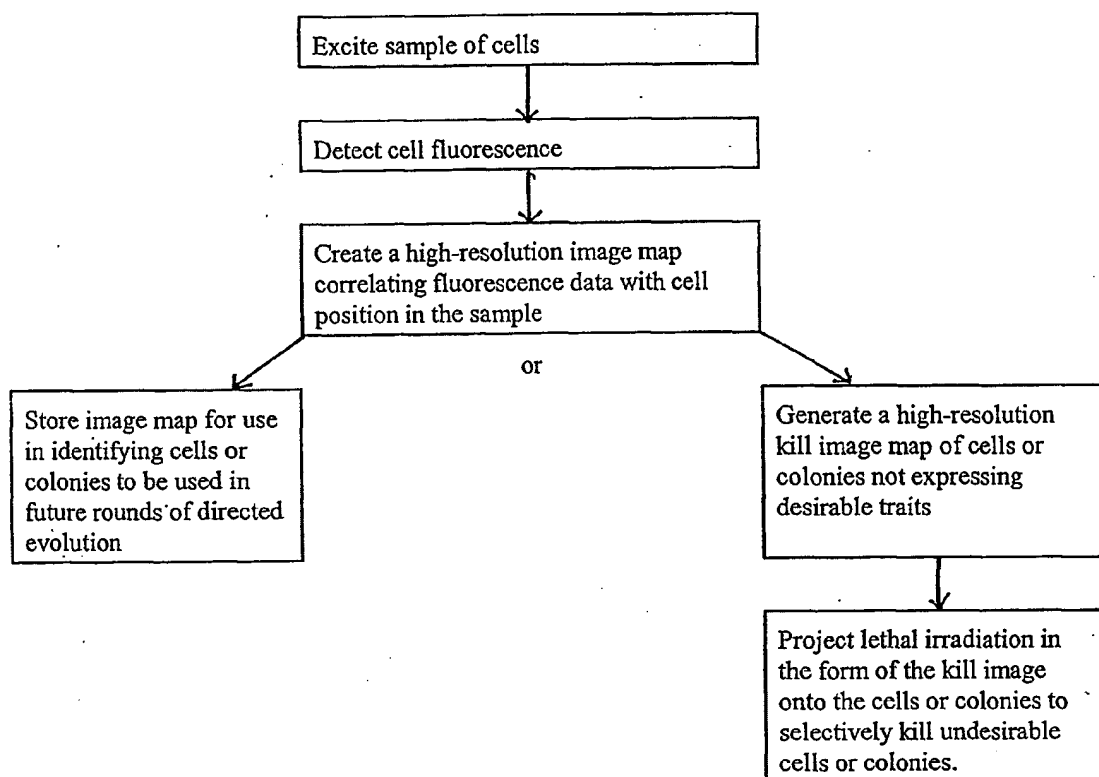 Excite sample of cells
Detect cell fluorescence
Create a high-resolution image map
correlating fluorescence data with cell
position in the sample
or
Store image map for use
in identifying cells or
colonies to be used in
future rounds of directed
evolution
Generate a high-resolution
kill image map of cells or
colonies not expressing
desirable traits
Project lethal irradiation in
the form of the kill image
onto the cells or colonies to
selectively kill undesirable
cells or colonies.